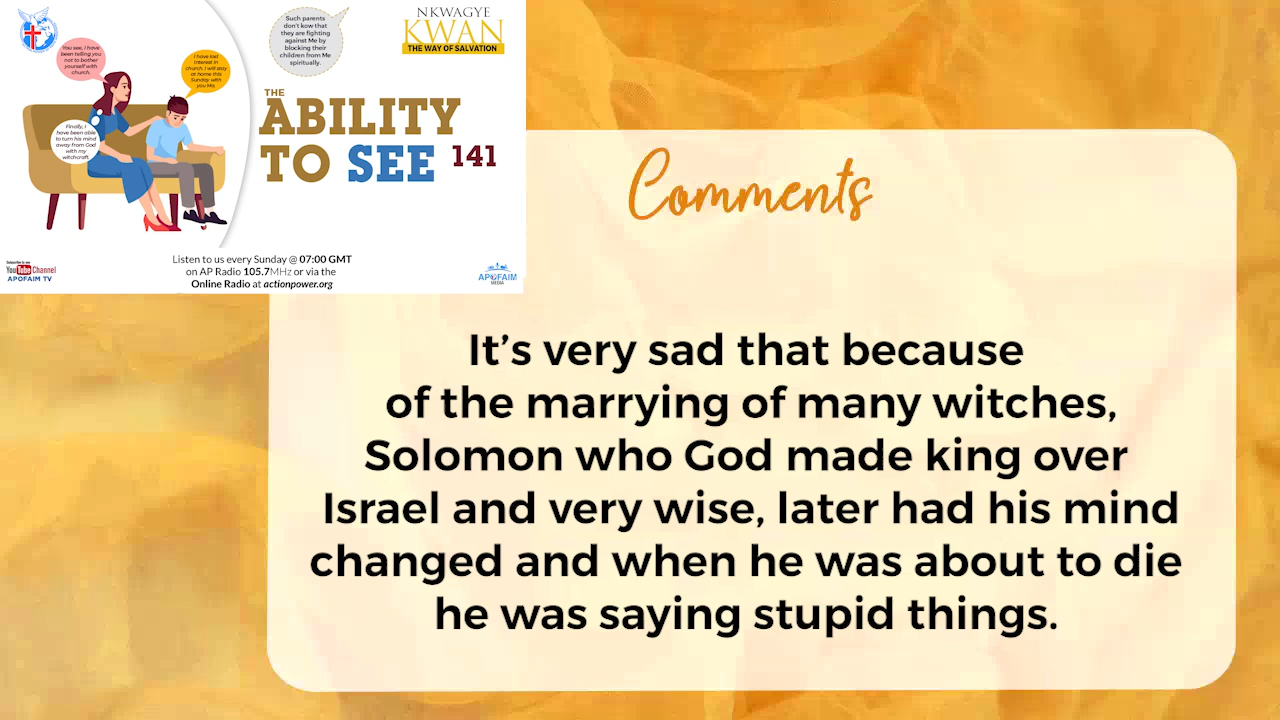 NKWAGYE
KWAN
THE WAY OF SALVATION
Such parents
don't kow that
they are fighting
against Me by
blocking their
children from Me
spiritually.
You see, I have
been telling you
not to bother
yourself with
church.
I have lost
interest in
church. I will stay
at home this
Sunday with
you Ma.
Finally, I
have been able
to turn his mind
away from God
with my
witchcraft.
THE
ABILITY
TO SEE 141
Listen to us every Sunday @ 07:00 GMT
on AP Radio 105.7MHz or via the
Online Radio at actionpower.org
Subscribe to our
YouTube Channel
APOFAIM TV
APOFAIM
MEDIA
Comments
It's very sad that because
of the marrying of many witches,
Solomon who God made king over
Israel and very wise, later had his mind
changed and when he was about to die
he was saying stupid things.